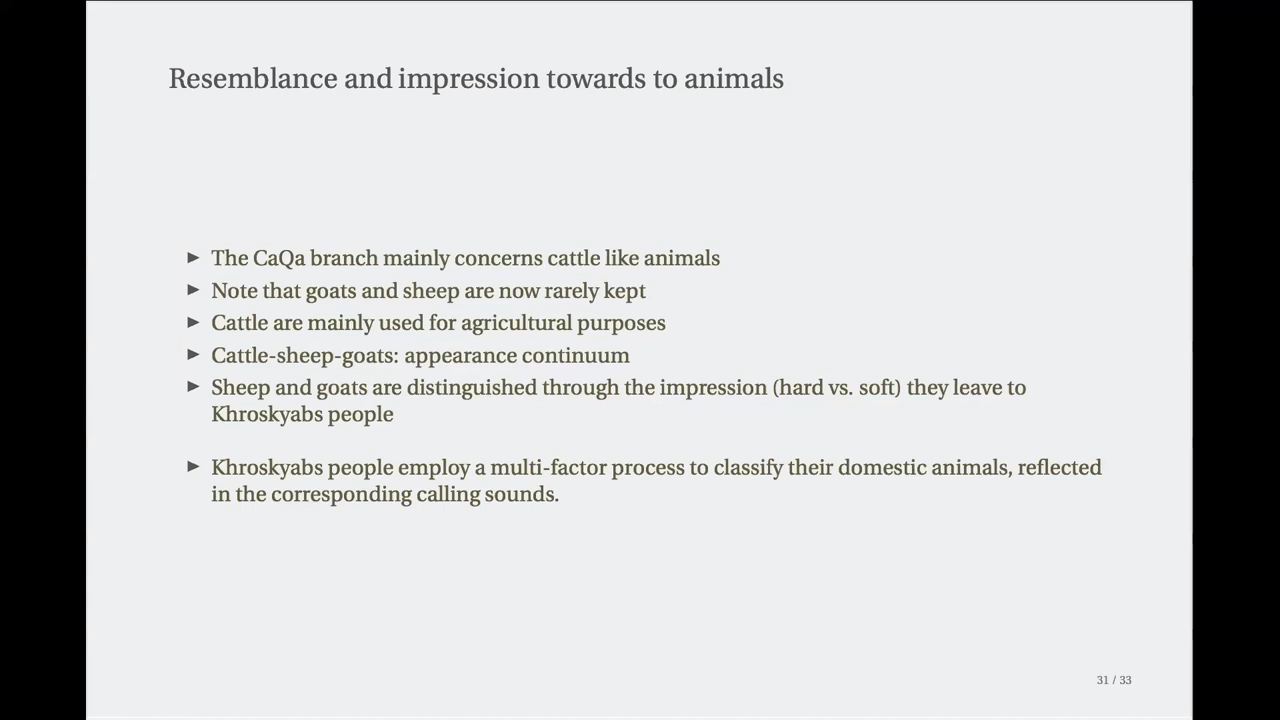 Resemblance and impression towards to animals
► The CaQa branch mainly concerns cattle like animals
► Note that goats and sheep are now rarely kept
► Cattle are mainly used for agricultural purposes
► Cattle-sheep-goats: appearance continuum
► Sheep and goats are distinguished through the impression (hard vs. soft) they leave to
Khroskyabs people
► Khroskyabs people employ a multi-factor process to classify their domestic animals, reflected
in the corresponding calling sounds.
31 / 33